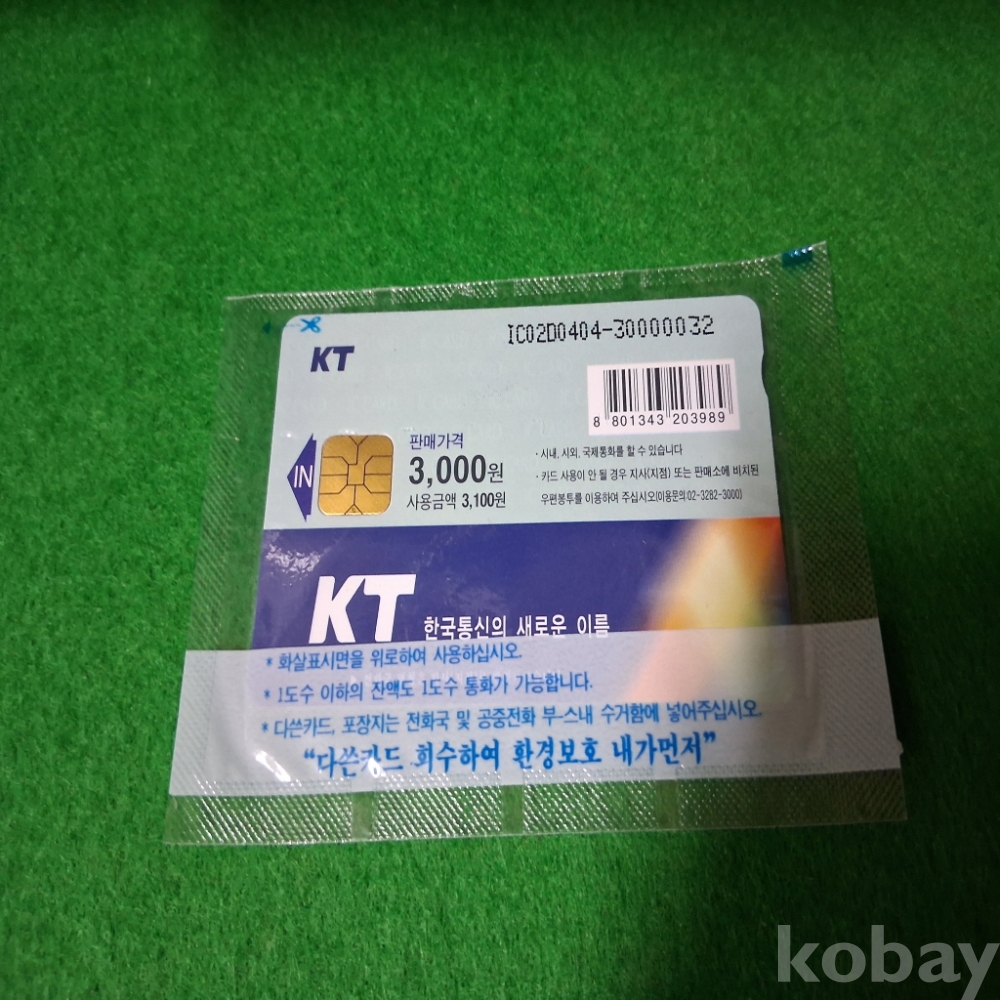 KT
IC02D0404-30000032
8 801343 203989
IN
판매가격
3,000원
사용금액 3,100원
· 시내, 시외, 국제통화를 할 수 있습니다
· 카드 사용이 안 될 경우 지사(지점) 또는 판매소에 비치된
우편봉투를 이용하여 주십시오(이용문의:02-3282-3000)
KT 한국통신의 새로운 이름
* 화살표시면을 위로하여 사용하십시오.
* 1도수 이하의 잔액도 1도수 통화가 가능합니다.
* 다쓴카드, 포장지는 전화국 및 공중전화 부-스내 수거함에 넣어주십시오.
"다쓴카드 회수하여 환경보호 내가먼저"
kobay